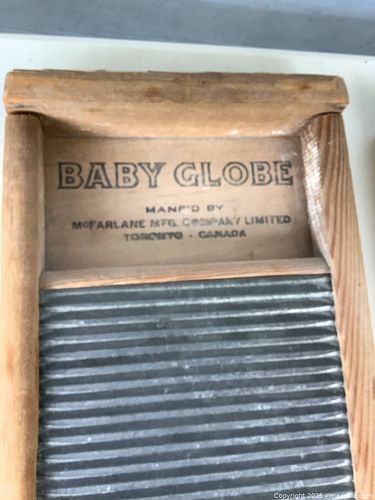 BABY GLOBE
MANF'D BY
McFARLANE MFG. COMPANY LIMITED
TORONTO - CANADA